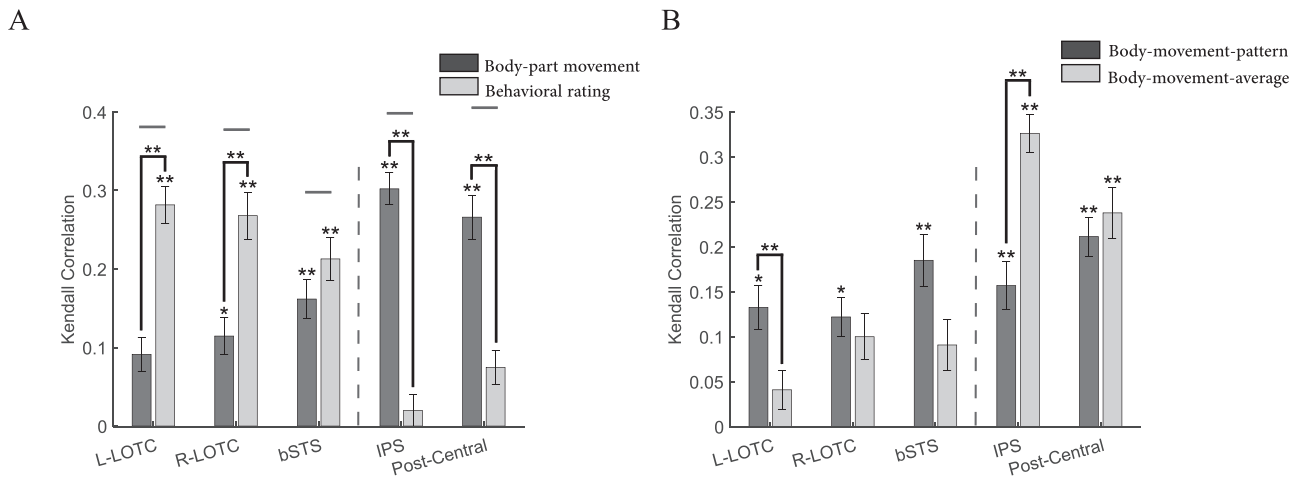 A
Body-part movement
Behavioral rating
Kendall Correlation
0.4
0.3
0.2
0.1
0
**
**
**
**
*
**
**
**
**
**
**
L-LOTC
R-LOTC
bSTS
IPS
Post-Central
B
Body-movement-pattern
Body-movement-average
Kendall Correlation
0.35
0.3
0.25
0.2
0.15
0.1
0.05
0
**
*
*
**
**
**
**
**
**
L-LOTC
R-LOTC
bSTS
IPS
Post-Central